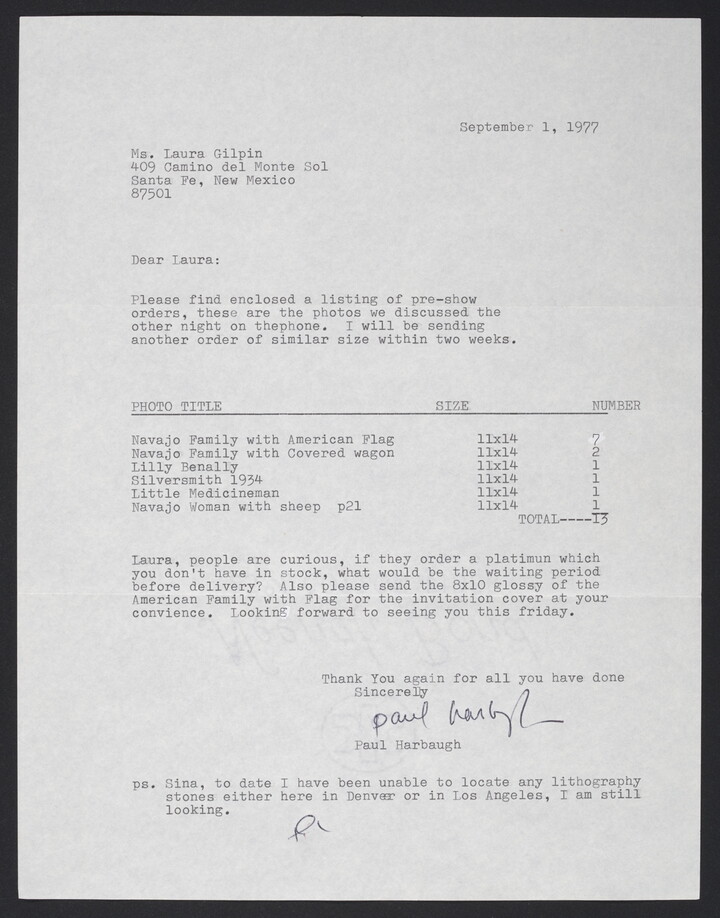 September 1, 1977
Ms. Laura Gilpin
409 Camino del Monte Sol
Santa Fe, New Mexico
87501
Dear Laura:
Please find enclosed a listing of pre-show
orders, these are the photos we discussed the
other night on thephone. I will be sending
another order of similar size within two weeks.
PHOTO TITLE SIZE NUMBER
Navajo Family with American Flag 11x14 7
Navajo Family with Covered wagon 11x14 2
Lilly Benally 11x14 1
Silversmith 1934 11x14 1
Little Medicineman 11x14 1
Navajo Woman with sheep p21 11x14 1
TOTAL----13
Laura, people are curious, if they order a platimun which
you don't have in stock, what would be the waiting period
before delivery? Also please send the 8x10 glossy of the
American Family with Flag for the invitation cover at your
convience. Looking forward to seeing you this friday.
Thank You again for all you have done
Sincerely
Paul Harbaugh
Paul Harbaugh
ps. Sina, to date I have been unable to locate any lithography
stones either here in Denver or in Los Angeles, I am still
looking.